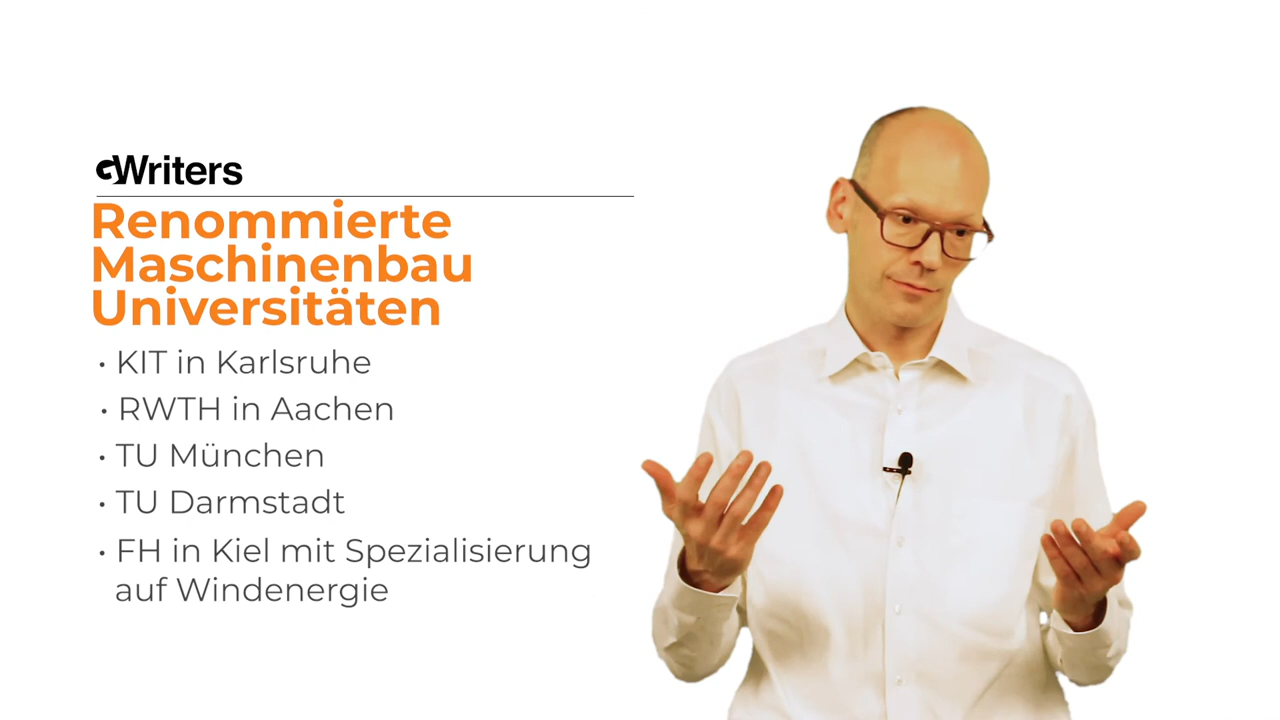 GWriters
Renommierte
Maschinenbau
Universitäten
• KIT in Karlsruhe
• RWTH in Aachen
• TU München
• TU Darmstadt
• FH in Kiel mit Spezialisierung
auf Windenergie